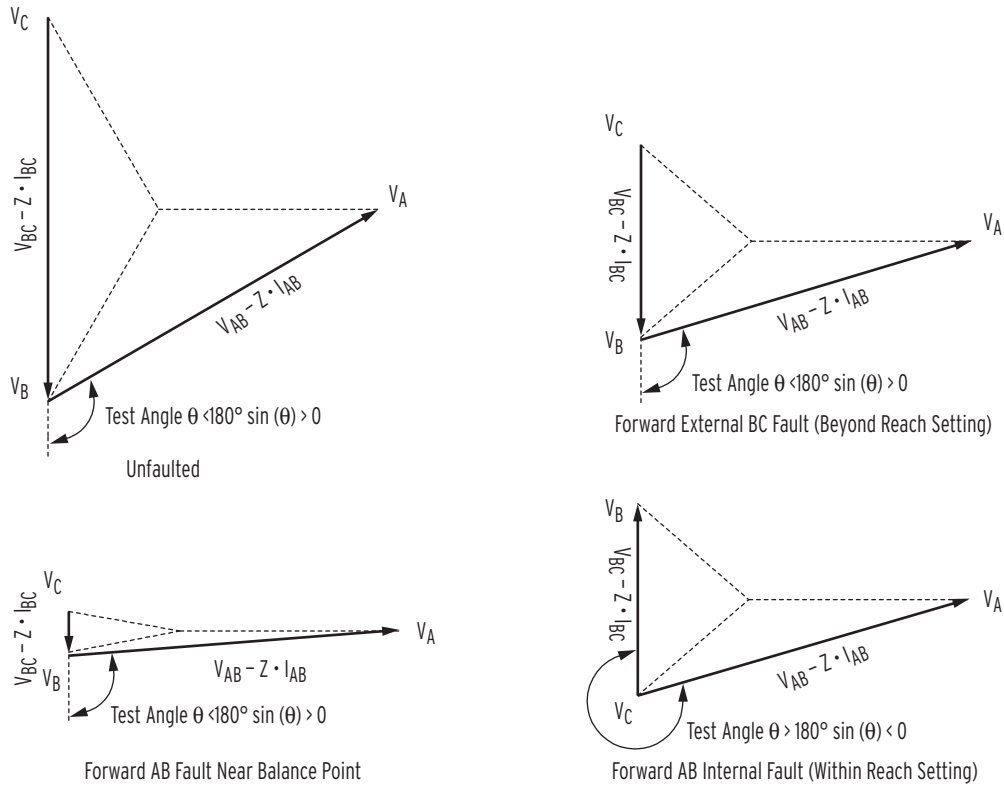 V_C
V_BC – Z • I_BC
V_A
V_AB – Z • I_AB
V_B
Test Angle θ <180° sin (θ) > 0
Unfaulted
V_C
V_BC – Z • I_BC
V_A
V_AB – Z • I_AB
V_B
Test Angle θ <180° sin (θ) > 0
Forward External BC Fault (Beyond Reach Setting)
V_C
V_BC – Z • I_BC
V_A
V_AB – Z • I_AB
V_B
Test Angle θ <180° sin (θ) > 0
Forward AB Fault Near Balance Point
V_B
V_BC – Z • I_BC
V_A
V_AB – Z • I_AB
V_C
Test Angle θ > 180° sin (θ) < 0
Forward AB Internal Fault (Within Reach Setting)